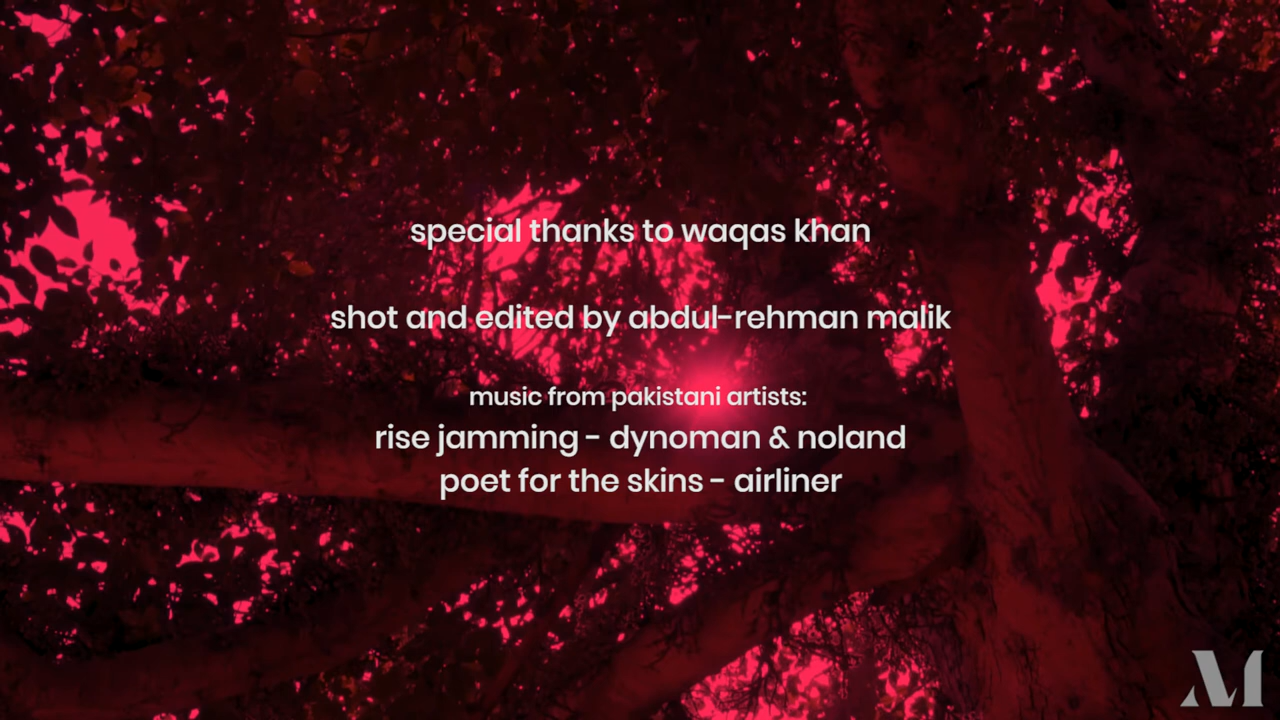 special thanks to waqas khan
shot and edited by abdul-rehman malik
music from pakistani artists:
rise jamming - dynoman & noland
poet for the skins - airliner
M